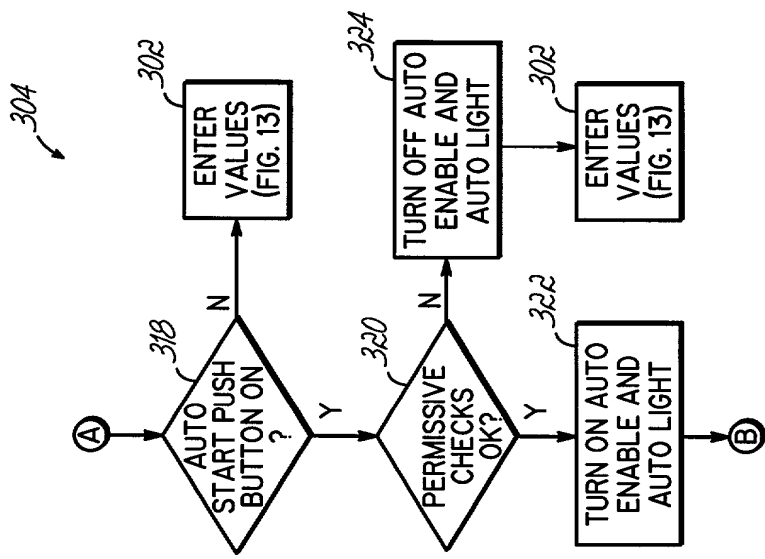 304
A
318
AUTO
START PUSH
BUTTON ON
?
N
302
ENTER
VALUES
(FIG. 13)
Y
320
PERMISSIVE
CHECKS
OK?
N
324
TURN OFF AUTO
ENABLE AND
AUTO LIGHT
302
ENTER
VALUES
(FIG. 13)
Y
322
TURN ON AUTO
ENABLE AND
AUTO LIGHT
B